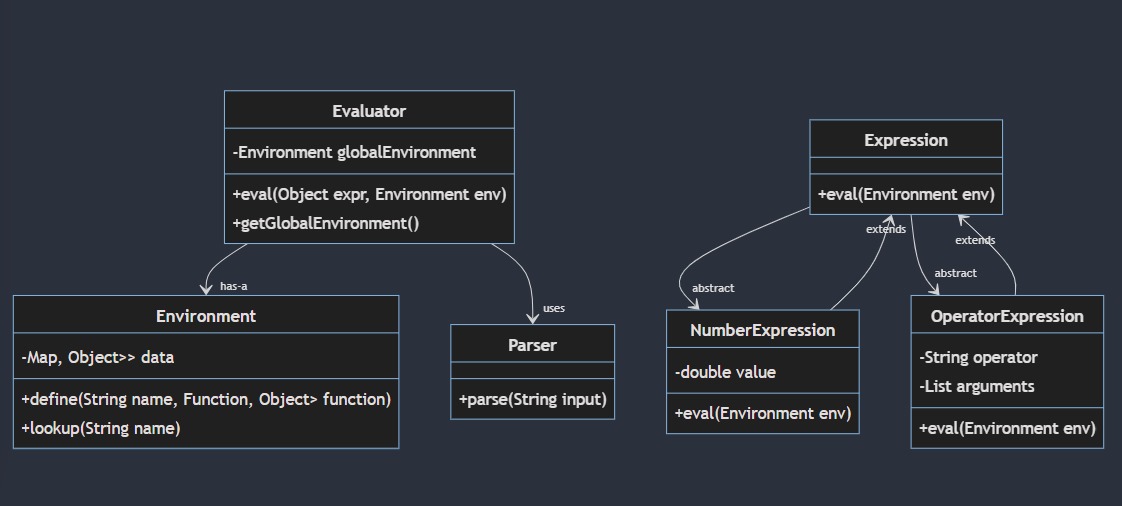 Evaluator
-Environment globalEnvironment
+eval(Object expr, Environment env)
+getGlobalEnvironment()
has-a
uses
Environment
-Map, Object>> data
+define(String name, Function, Object> function)
+lookup(String name)
Parser
+parse(String input)
Expression
+eval(Environment env)
extends
extends
abstract
abstract
NumberExpression
-double value
+eval(Environment env)
OperatorExpression
-String operator
-List arguments
+eval(Environment env)